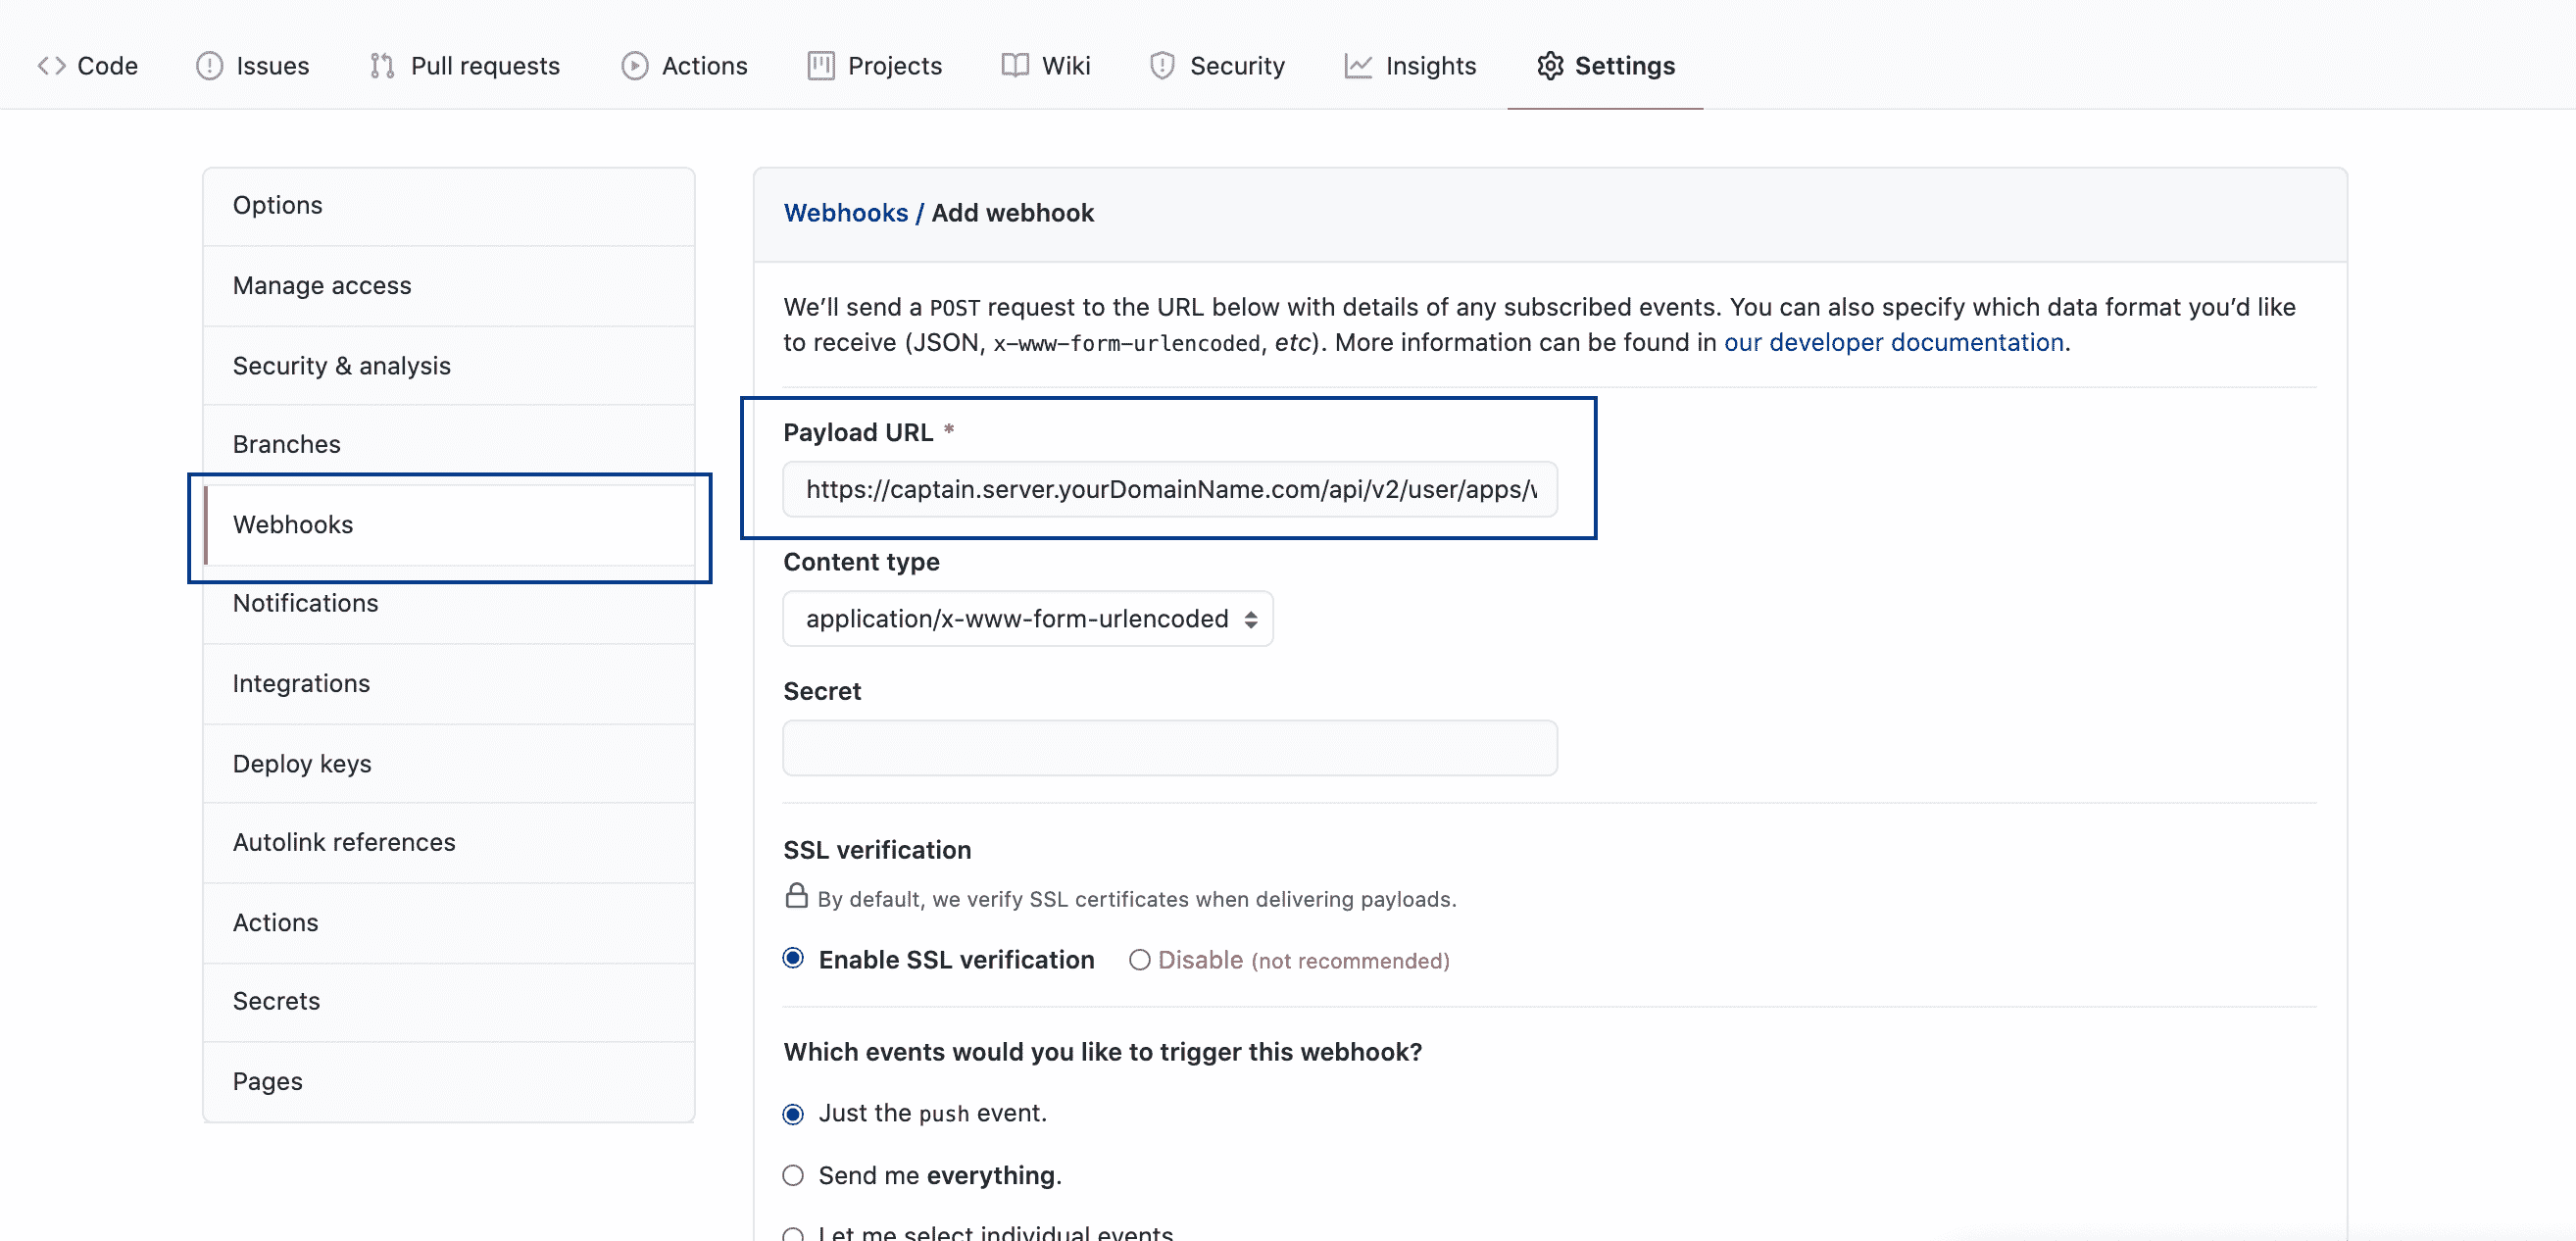 Code Issues Pull requests Actions Projects Wiki Security Insights Settings
Options
Manage access
Security & analysis
Branches
Webhooks
Notifications
Integrations
Deploy keys
Autolink references
Actions
Secrets
Pages
Webhooks / Add webhook
We’ll send a POST request to the URL below with details of any subscribed events. You can also specify which data format you’d like
to receive (JSON, x-www-form-urlencoded, etc). More information can be found in our developer documentation.
Payload URL *
https://captain.server.yourDomainName.com/api/v2/user/apps/
Content type
application/x-www-form-urlencoded
Secret
SSL verification
By default, we verify SSL certificates when delivering payloads.
Enable SSL verification Disable (not recommended)
Which events would you like to trigger this webhook?
Just the push event.
Send me everything.
Let me select individual events